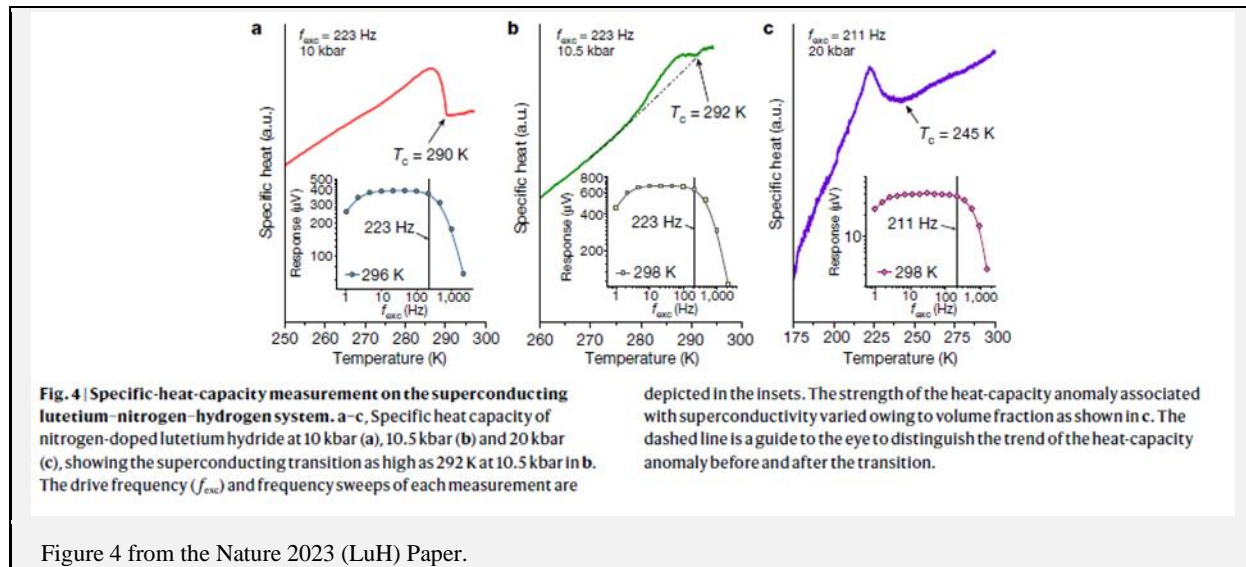 a
f_exc = 223 Hz
10 kbar
Specific heat (a.u.)
T_c = 290 K
Response (μV)
500
400
300
200
100
223 Hz
296 K
1 10 100 1,000
f_exc (Hz)
250 260 270 280 290 300
Temperature (K)
b
f_exc = 223 Hz
10.5 kbar
Specific heat (a.u.)
T_c = 292 K
Response (μV)
800
600
400
200
223 Hz
298 K
1 10 100 1,000
f_exc (Hz)
260 270 280 290 300
Temperature (K)
c
f_exc = 211 Hz
20 kbar
Specific heat (a.u.)
T_c = 245 K
Response (μV)
10
211 Hz
298 K
1 10 100 1,000
f_exc (Hz)
175 200 225 250 275 300
Temperature (K)
Fig. 4 | Specific-heat-capacity measurement on the superconducting
lutetium–nitrogen–hydrogen system. a–c, Specific heat capacity of
nitrogen-doped lutetium hydride at 10 kbar (a), 10.5 kbar (b) and 20 kbar
(c), showing the superconducting transition as high as 292 K at 10.5 kbar in b.
The drive frequency (f_exc) and frequency sweeps of each measurement are
depicted in the insets. The strength of the heat-capacity anomaly associated
with superconductivity varied owing to volume fraction as shown in c. The
dashed line is a guide to the eye to distinguish the trend of the heat-capacity
anomaly before and after the transition.
Figure 4 from the Nature 2023 (LuH) Paper.